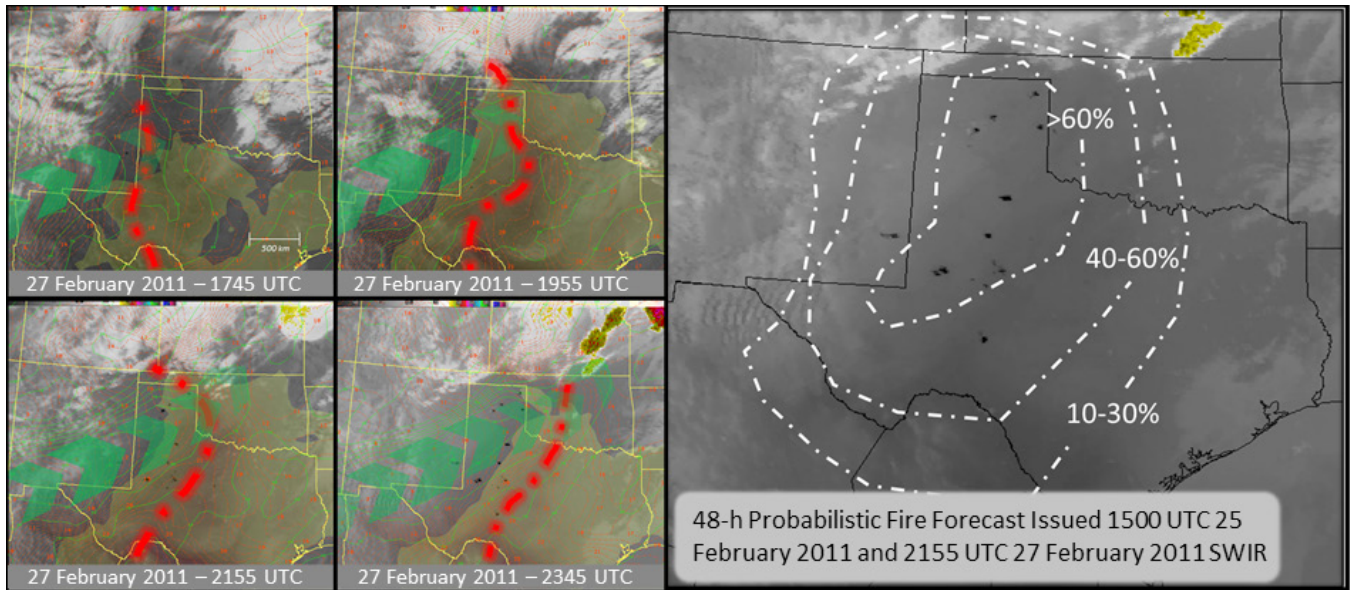 500 km
27 February 2011 – 1745 UTC
27 February 2011 – 1955 UTC
27 February 2011 – 2155 UTC
27 February 2011 – 2345 UTC
>60%
40-60%
10-30%
48-h Probabilistic Fire Forecast Issued 1500 UTC 25
February 2011 and 2155 UTC 27 February 2011 SWIR